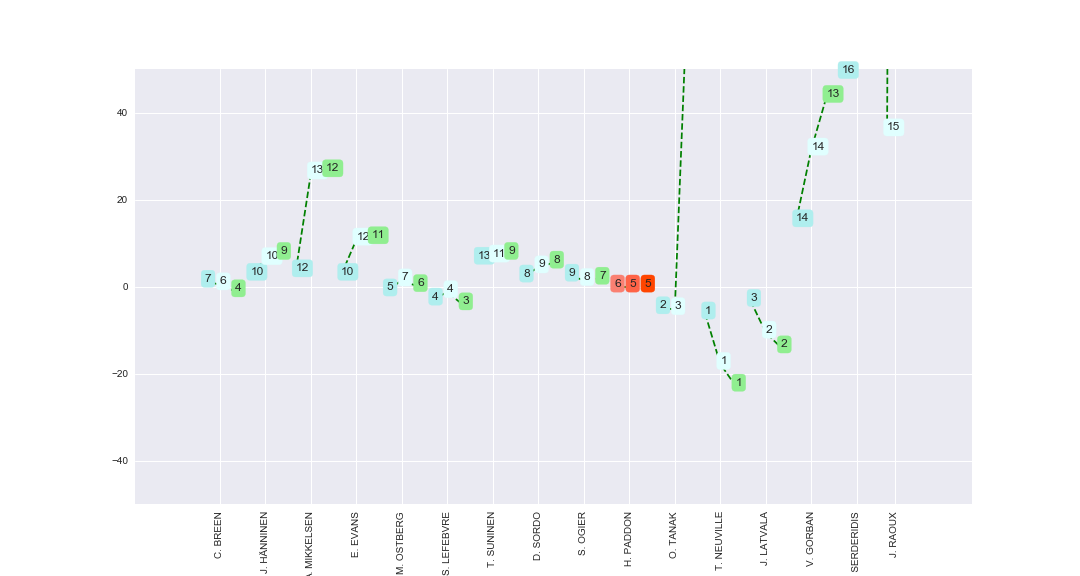 16
40
13
15
14
20
13 12
14
12 11
10 9
13 11 9
7 6 4
10
12
10
5 7 6
4 4 3
8 9 8
9 8 7
6 5 5
0
2 3
1 1 1
3 2 2
−20
−40
C. BREEN
J. HANNINEN
MIKKELSEN
E. EVANS
M. OSTBERG
S. LEFEBVRE
T. SUNINEN
D. SORDO
S. OGIER
H. PADDON
O. TANAK
T. NEUVILLE
J. LATVALA
V. GORBAN
SERDERIDIS
J. RAOUX